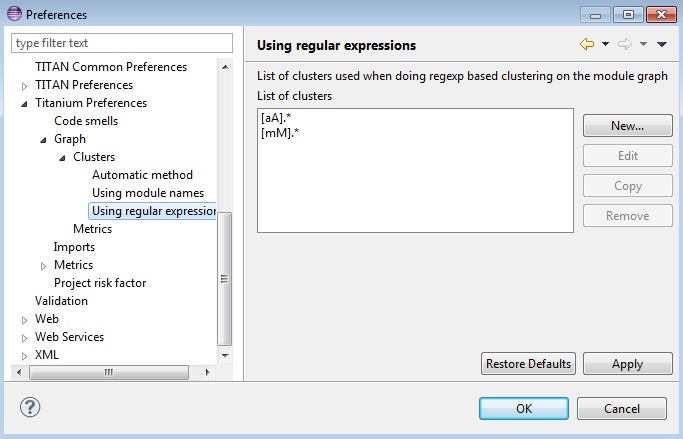 Preferences
type filter text
TITAN Common Preferences
TITAN Preferences
Titanium Preferences
Code smells
Graph
Clusters
Automatic method
Using module names
Using regular expression
Metrics
Imports
Metrics
Project risk factor
Validation
Web
Web Services
XML
Using regular expressions
List of clusters used when doing regexp based clustering on the module graph
List of clusters
[aA].*
[mM].*
New...
Edit
Copy
Remove
Restore Defaults
Apply
?
OK
Cancel